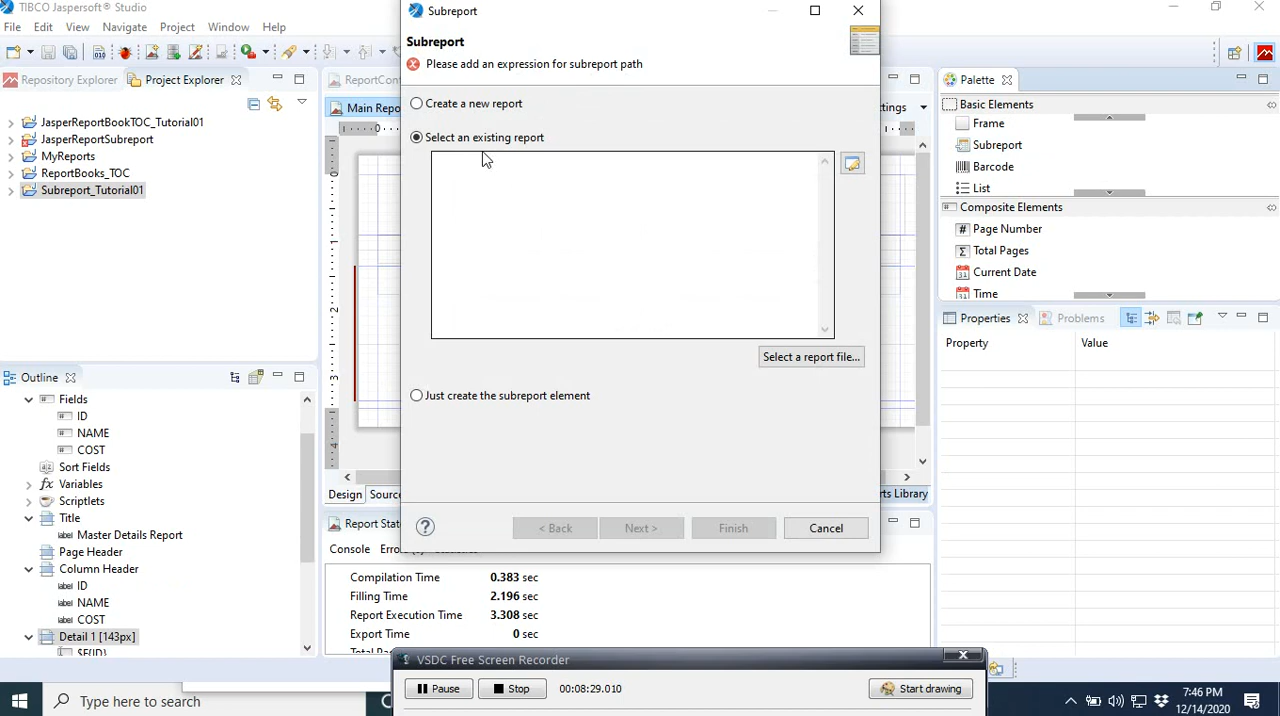 TIBCO Jaspersoft® Studio
File Edit Navigate Project Window
Repository Explorer Project Explorer
JasperReportBookTOC_Tutorial01
JasperReportSubreport
MyReports
ReportBooks_TOC
Subreport_Tutorial01
Outline
Fields
ID
NAME
COST
Sort Fields
Variables
Scriptlets
Title
Master Details Report
Page Header
Column Header
ID
NAME
COST
Detail 1 [143px]
$F{ID}
Main Repo
Design Source
Report Stat
Console
Compilation Time 0.383 sec
Filling Time 2.196 sec
Report Execution Time 3.308 sec
Export Time 0 sec
Subreport
Subreport
Please add an expression for subreport path
Create a new report
Select an existing report
Select a report file...
Just create the subreport element
< Back Next > Finish Cancel
Palette
Basic Elements
Frame
Subreport
Barcode
List
Composite Elements
Page Number
Total Pages
Current Date
Time
Properties Problems
Property Value
VSDC Free Screen Recorder
Pause Stop 00:08:29.010 Start drawing
Type here to search
7:46 PM
12/14/2020